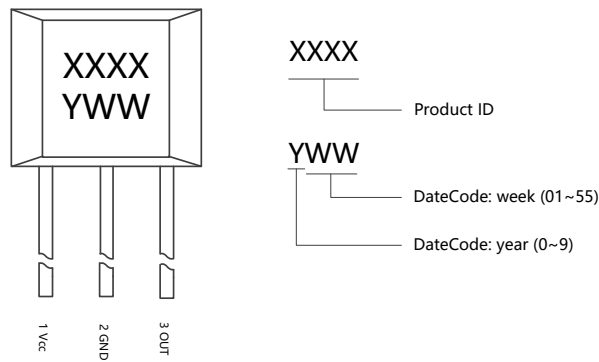 XXXX
YWW
1 Vcc
2 GND
3 OUT
XXXX
Product ID
YWW
DateCode: week (01~55)
DateCode: year (0~9)